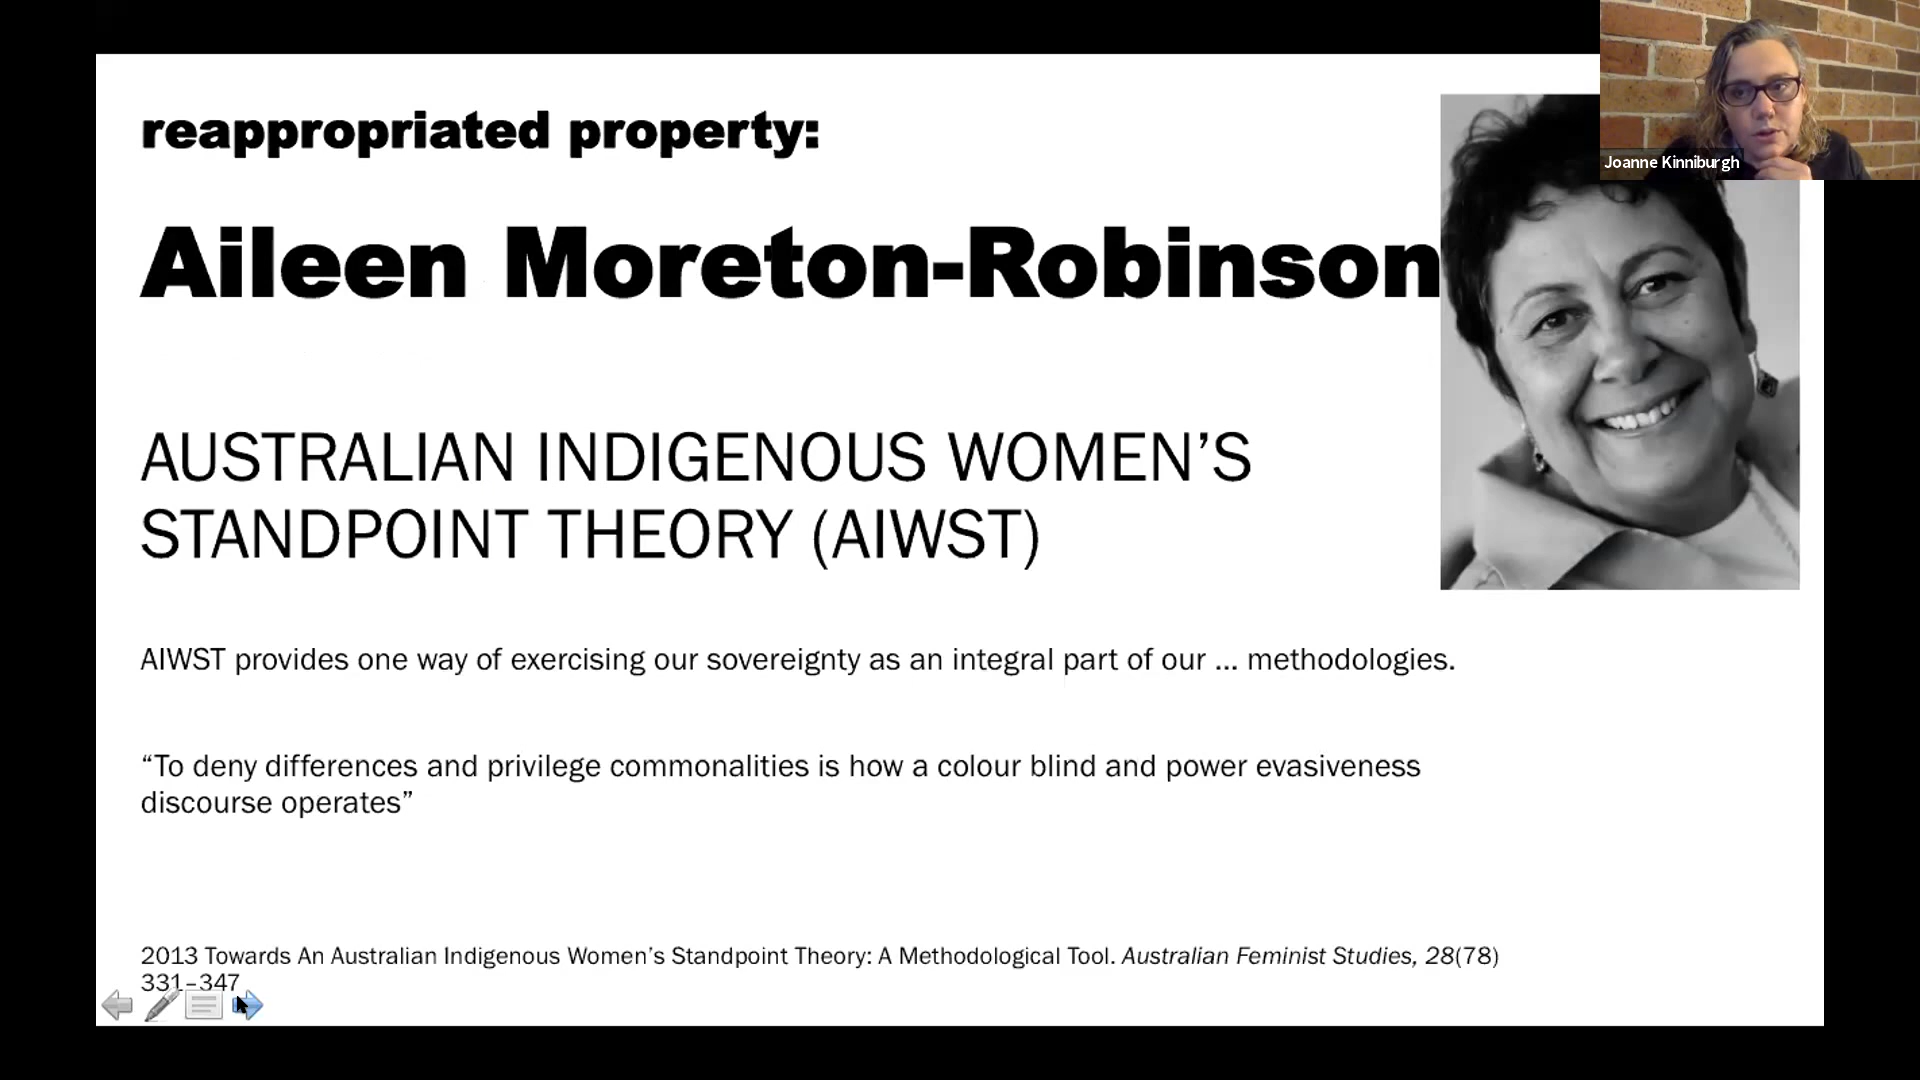 reappropriated property:
Joanne Kinniburgh
Aileen Moreton-Robinson
AUSTRALIAN INDIGENOUS WOMEN’S
STANDPOINT THEORY (AIWST)
AIWST provides one way of exercising our sovereignty as an integral part of our ... methodologies.
“To deny differences and privilege commonalities is how a colour blind and power evasiveness
discourse operates”
2013 Towards An Australian Indigenous Women’s Standpoint Theory: A Methodological Tool. Australian Feminist Studies, 28(78)
331–347